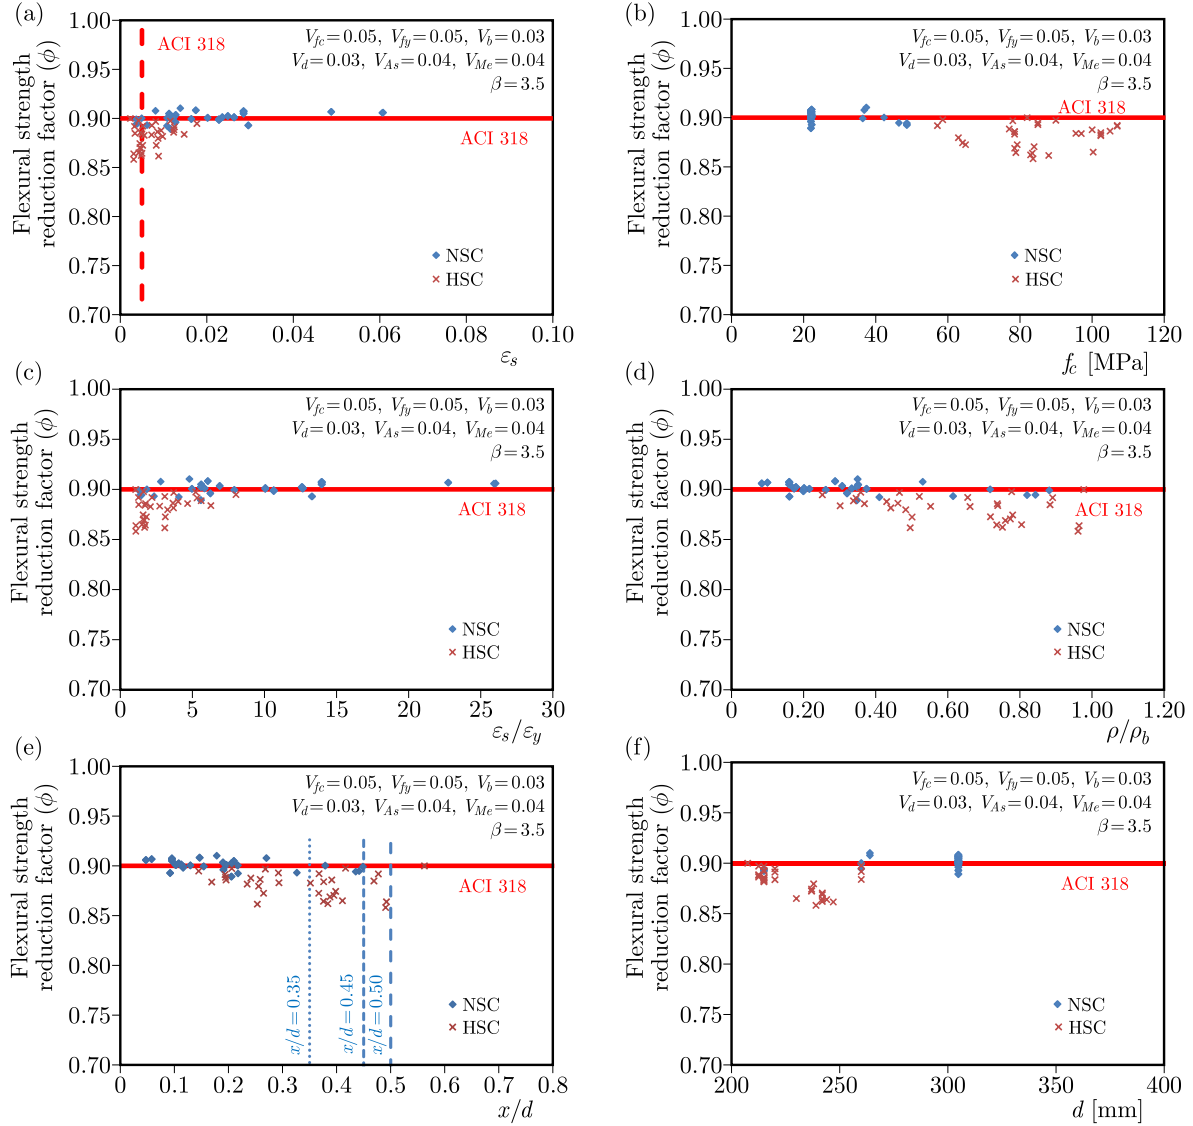 (a)
Flexural strength
reduction factor (ϕ)
1.00
0.95
0.90
0.85
0.80
0.75
0.70
ACI 318
V_fc=0.05, V_fy=0.05, V_b=0.03
V_d=0.03, V_As=0.04, V_Me=0.04
β=3.5
ACI 318
NSC
HSC
0 0.02 0.04 0.06 0.08 0.10
ε_s
(b)
Flexural strength
reduction factor (ϕ)
1.00
0.95
0.90
0.85
0.80
0.75
0.70
V_fc=0.05, V_fy=0.05, V_b=0.03
V_d=0.03, V_As=0.04, V_Me=0.04
β=3.5
ACI 318
NSC
HSC
0 20 40 60 80 100 120
f_c [MPa]
(c)
Flexural strength
reduction factor (ϕ)
1.00
0.95
0.90
0.85
0.80
0.75
0.70
V_fc=0.05, V_fy=0.05, V_b=0.03
V_d=0.03, V_As=0.04, V_Me=0.04
β=3.5
ACI 318
NSC
HSC
0 5 10 15 20 25 30
ε_s/ε_y
(d)
Flexural strength
reduction factor (ϕ)
1.00
0.95
0.90
0.85
0.80
0.75
0.70
V_fc=0.05, V_fy=0.05, V_b=0.03
V_d=0.03, V_As=0.04, V_Me=0.04
β=3.5
ACI 318
NSC
HSC
0 0.20 0.40 0.60 0.80 1.00 1.20
ρ/ρ_b
(e)
Flexural strength
reduction factor (ϕ)
1.00
0.95
0.90
0.85
0.80
0.75
0.70
V_fc=0.05, V_fy=0.05, V_b=0.03
V_d=0.03, V_As=0.04, V_Me=0.04
β=3.5
ACI 318
x/d=0.35
x/d=0.45
x/d=0.50
NSC
HSC
0 0.1 0.2 0.3 0.4 0.5 0.6 0.7 0.8
x/d
(f)
Flexural strength
reduction factor (ϕ)
1.00
0.95
0.90
0.85
0.80
0.75
0.70
V_fc=0.05, V_fy=0.05, V_b=0.03
V_d=0.03, V_As=0.04, V_Me=0.04
β=3.5
ACI 318
NSC
HSC
200 250 300 350 400
d [mm]